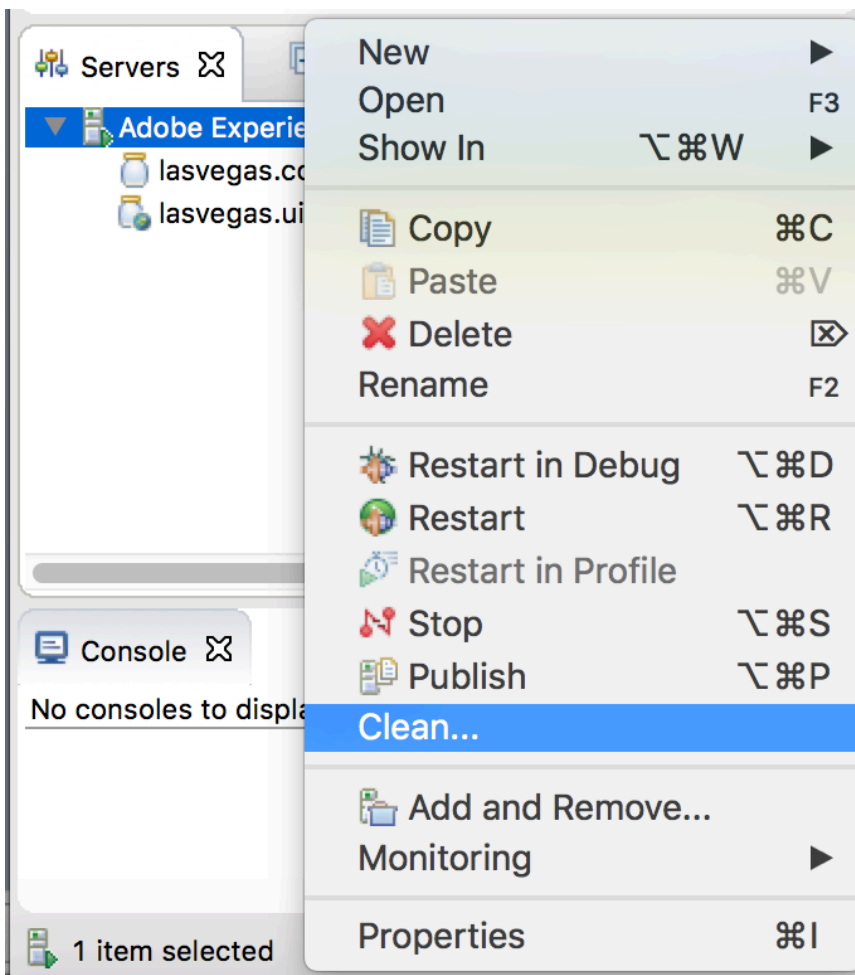 Servers
Adobe Experie
lasvegas.co
lasvegas.ui
Console
No consoles to displa
1 item selected
New
Open F3
Show In ⌥⌘W
Copy ⌘C
Paste ⌘V
Delete ⌦
Rename F2
Restart in Debug ⌥⌘D
Restart ⌥⌘R
Restart in Profile
Stop ⌥⌘S
Publish ⌥⌘P
Clean...
Add and Remove...
Monitoring
Properties ⌘I